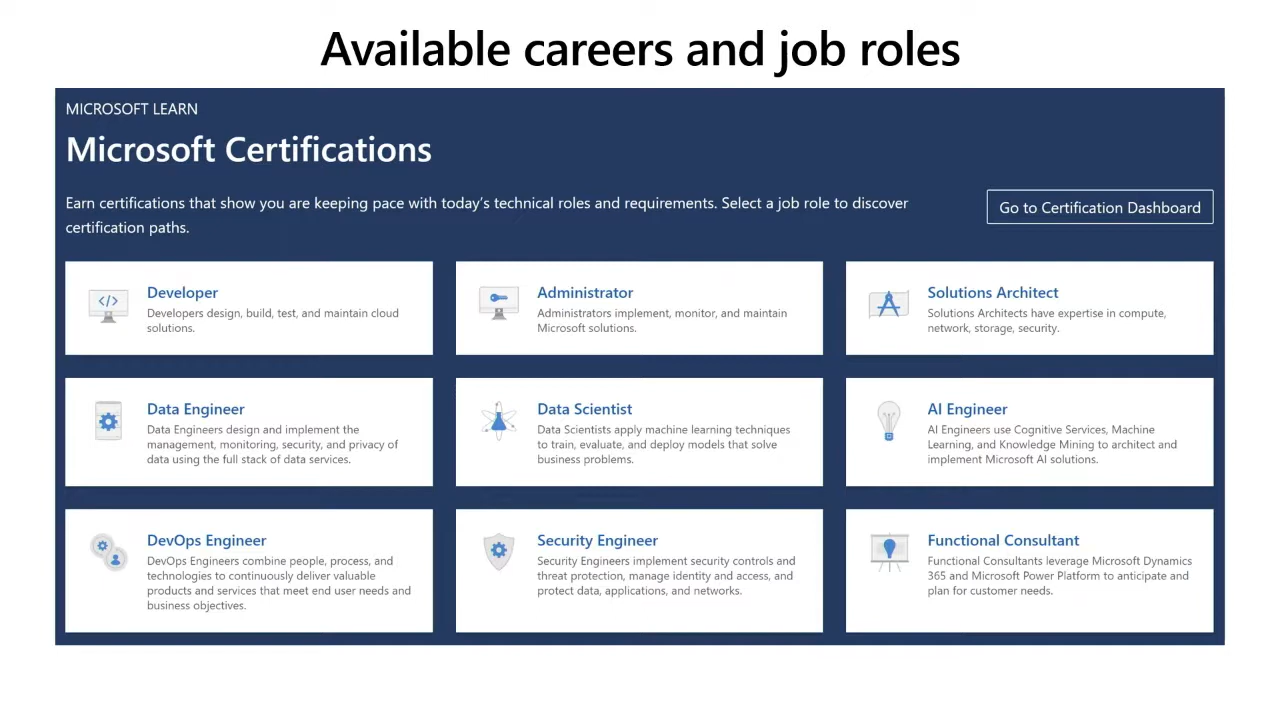 Available careers and job roles
MICROSOFT LEARN
Microsoft Certifications
Earn certifications that show you are keeping pace with today's technical roles and requirements. Select a job role to discover
certification paths.
Go to Certification Dashboard
Developer
Developers design, build, test, and maintain cloud
solutions.
Administrator
Administrators implement, monitor, and maintain
Microsoft solutions.
Solutions Architect
Solutions Architects have expertise in compute,
network, storage, security.
Data Engineer
Data Engineers design and implement the
management, monitoring, security, and privacy of
data using the full stack of data services.
Data Scientist
Data Scientists apply machine learning techniques
to train, evaluate, and deploy models that solve
business problems.
AI Engineer
AI Engineers use Cognitive Services, Machine
Learning, and Knowledge Mining to architect and
implement Microsoft AI solutions.
DevOps Engineer
DevOps Engineers combine people, process, and
technologies to continuously deliver valuable
products and services that meet end user needs and
business objectives.
Security Engineer
Security Engineers implement security controls and
threat protection, manage identity and access, and
protect data, applications, and networks.
Functional Consultant
Functional Consultants leverage Microsoft Dynamics
365 and Microsoft Power Platform to anticipate and
plan for customer needs.